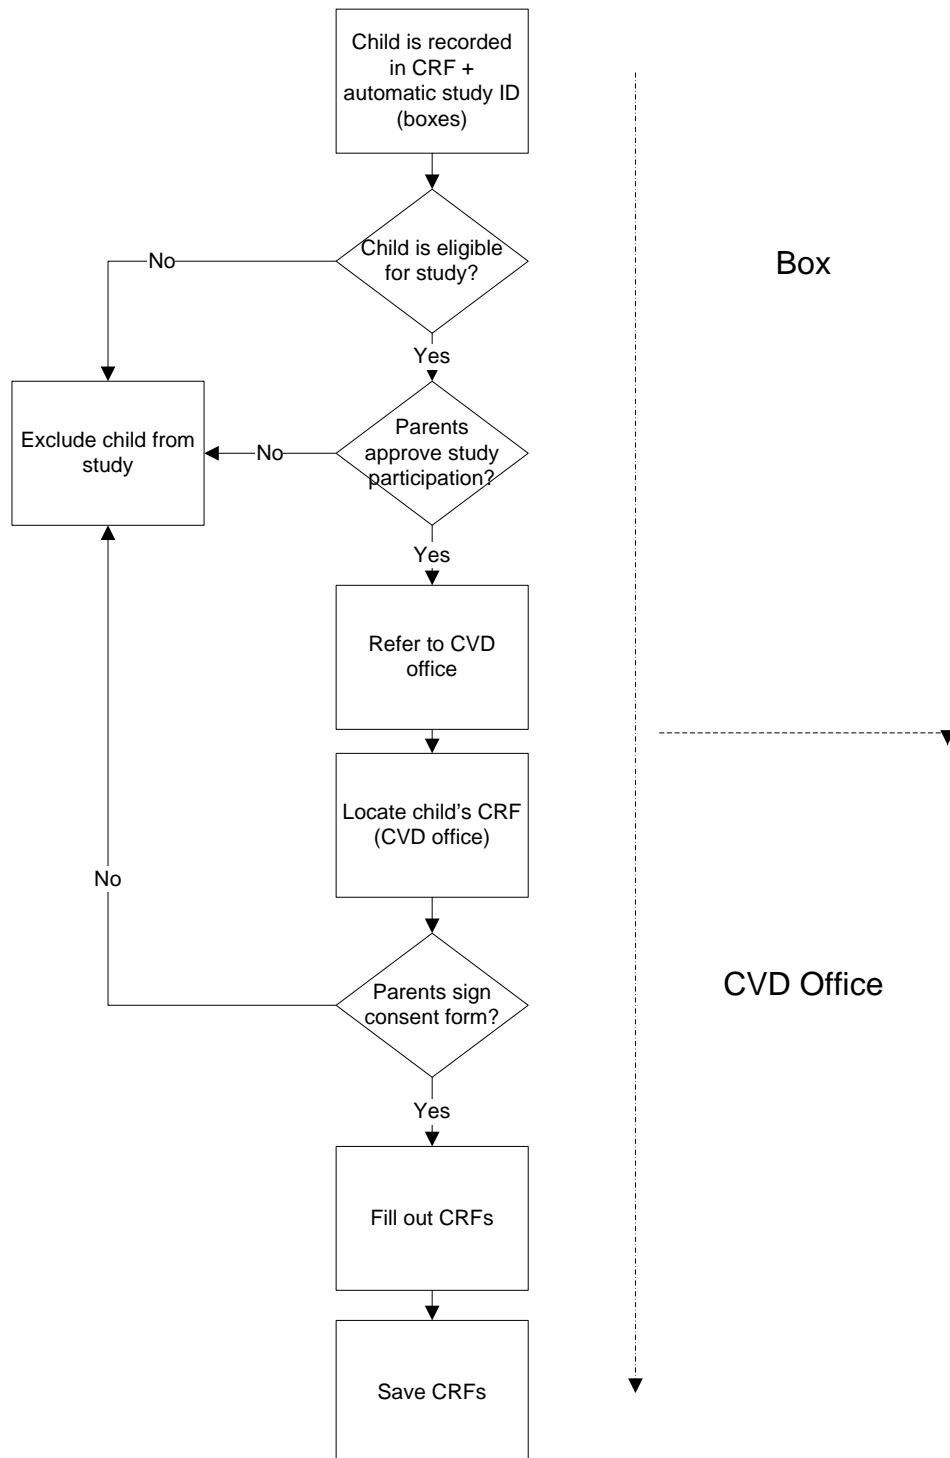 Child is recorded
in CRF +
automatic study ID
(boxes)
Child is eligible
for study?
No
Box
Yes
Exclude child from
study
No
Parents
approve study
participation?
Yes
Refer to CVD
office
Locate child's CRF
(CVD office)
No
Parents sign
consent form?
CVD Office
Yes
Fill out CRFs
Save CRFs